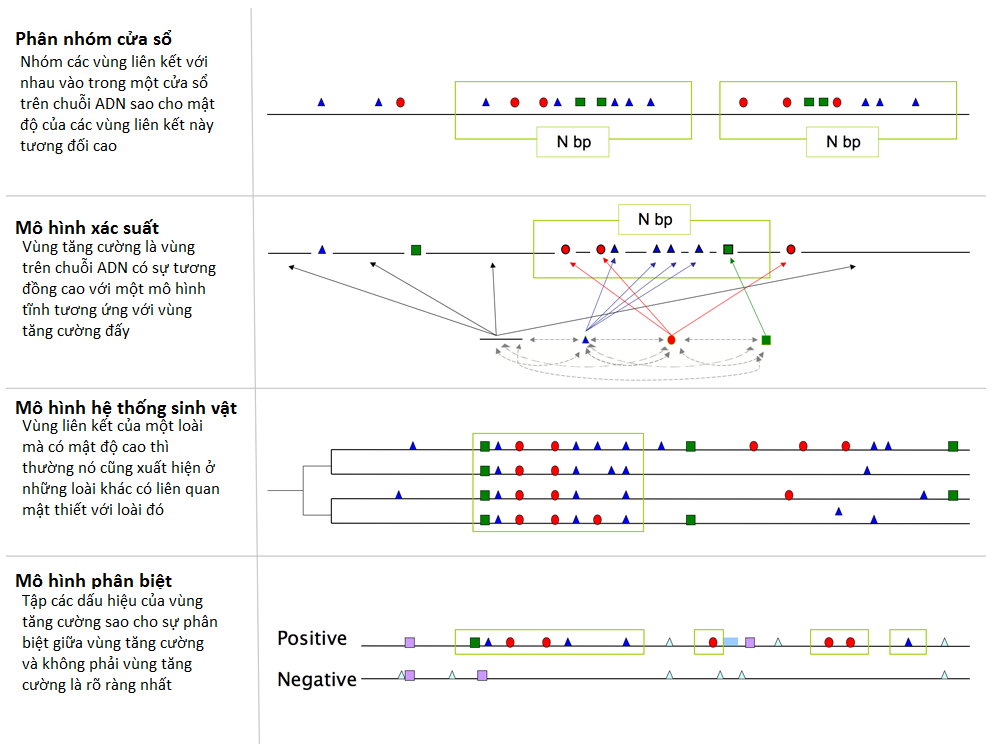 Phân nhóm cửa sổ
Nhóm các vùng liên kết với
nhau vào trong một cửa sổ
trên chuỗi ADN sao cho mật
độ của các vùng liên kết này
tương đối cao
N bp
N bp
Mô hình xác suất
Vùng tăng cường là vùng
trên chuỗi ADN có sự tương
đồng cao với một mô hình
tĩnh tương ứng với vùng
tăng cường đấy
N bp
Mô hình hệ thống sinh vật
Vùng liên kết của một loài
mà có mật độ cao thì
thường nó cũng xuất hiện ở
những loài khác có liên quan
mật thiết với loài đó
Mô hình phân biệt
Tập các dấu hiệu của vùng
tăng cường sao cho sự phân
biệt giữa vùng tăng cường
và không phải vùng tăng
cường là rõ ràng nhất
Positive
Negative